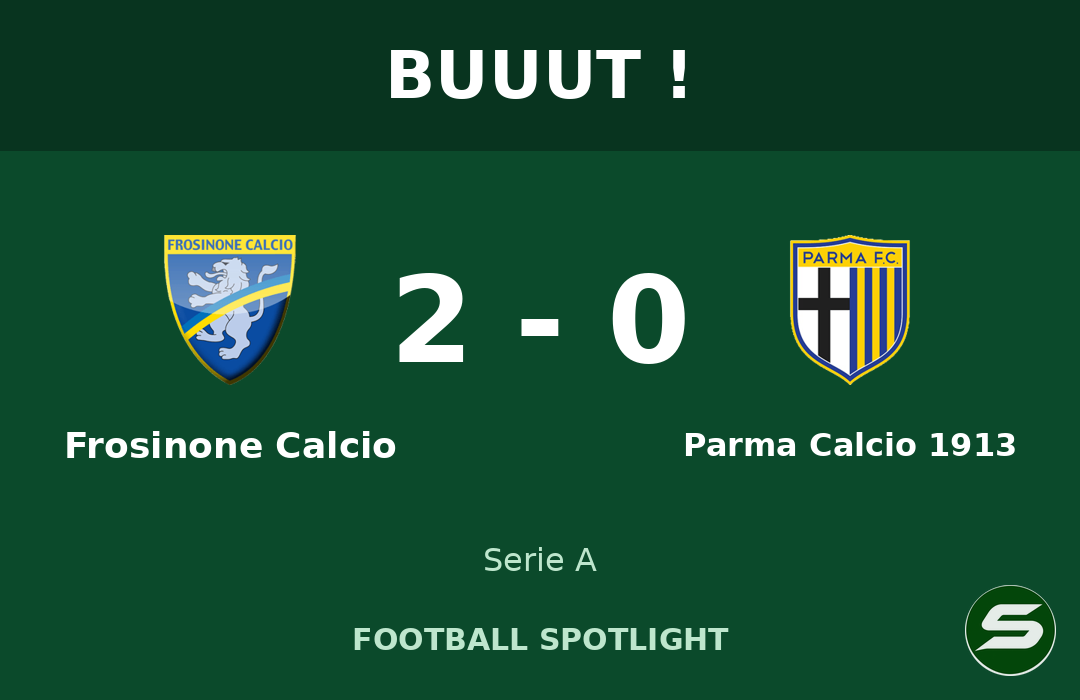 BUUUT !
FROSINONE CALCIO
PARMA F.C.
2 - 0
Frosinone Calcio
Parma Calcio 1913
Serie A
FOOTBALL SPOTLIGHT
S